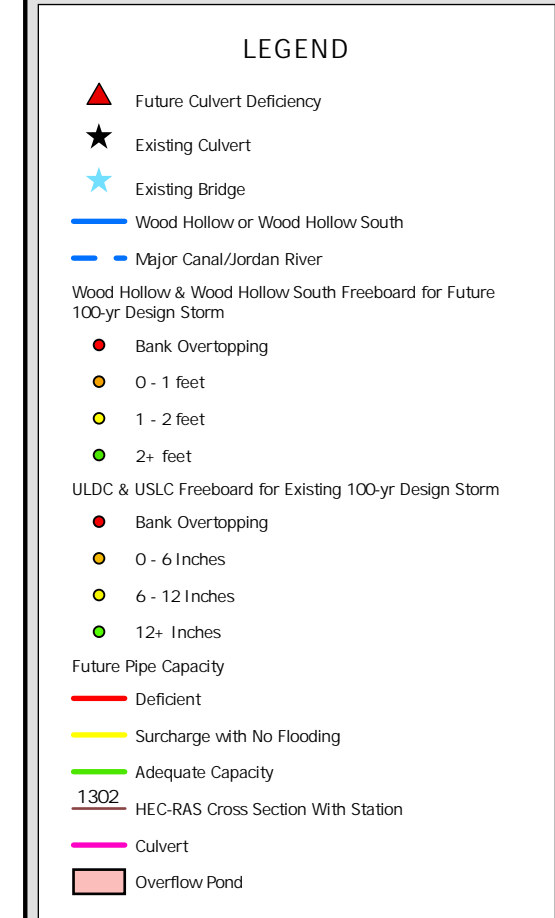 LEGEND
Future Culvert Deficiency
Existing Culvert
Existing Bridge
Wood Hollow or Wood Hollow South
Major Canal/Jordan River
Wood Hollow & Wood Hollow South Freeboard for Future
100-yr Design Storm
Bank Overtopping
0 - 1 feet
1 - 2 feet
2+ feet
ULDC & USLC Freeboard for Existing 100-yr Design Storm
Bank Overtopping
0 - 6 Inches
6 - 12 Inches
12+ Inches
Future Pipe Capacity
Deficient
Surcharge with No Flooding
Adequate Capacity
1302 HEC-RAS Cross Section With Station
Culvert
Overflow Pond